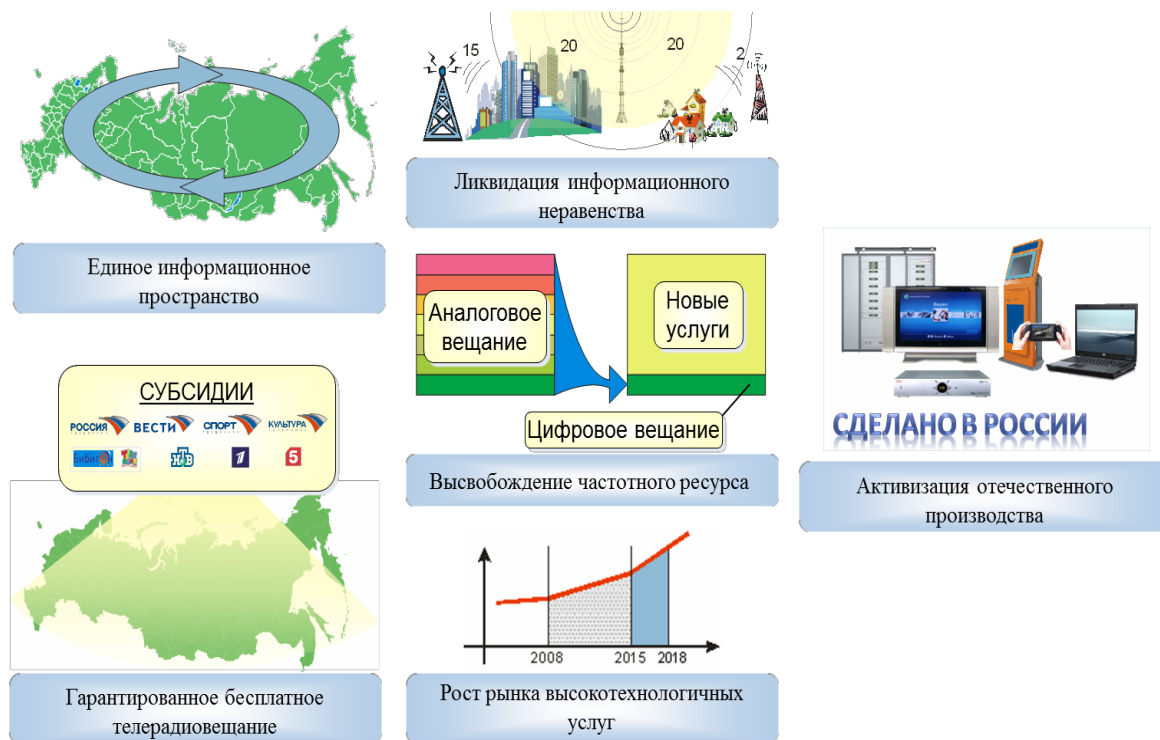 Единое информационное
пространство
15
20
20
2
Ликвидация информационного
неравенства
Аналоговое
вещание
Новые
услуги
Цифровое вещание
Высвобождение частотного ресурса
СДЕЛАНО В РОССИИ
Активизация отечественного
производства
СУБСИДИИ
РОССИЯ
ВЕСТИ
СПОРТ
КУЛЬТУРА
НТВ
1
5
Гарантированное бесплатное
телерадиовещание
2008
2015
2018
Рост рынка высокотехнологичных
услуг